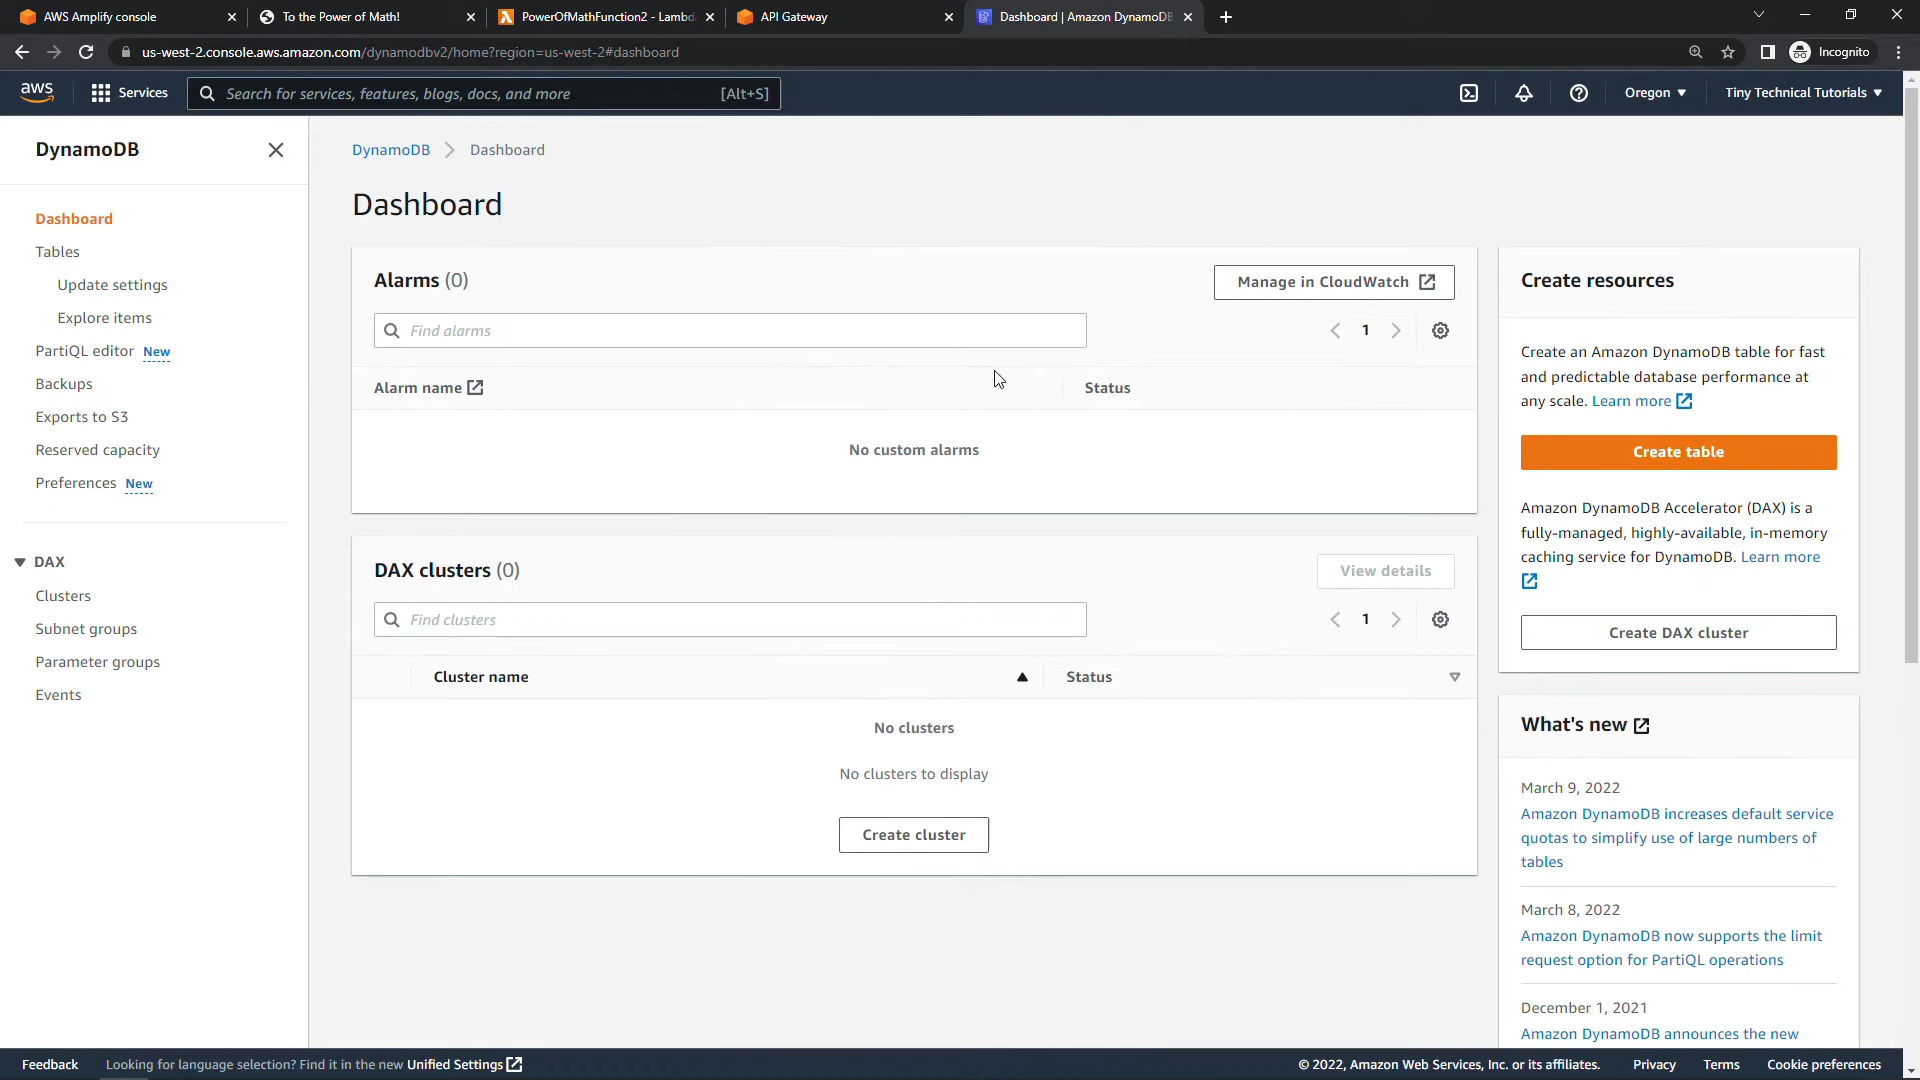 AWS Amplify console
To the Power of Math!
PowerOfMathFunction2 - Lambd
API Gateway
Dashboard | Amazon DynamoDB
us-west-2.console.aws.amazon.com/dynamodbv2/home?region=us-west-2#dashboard
Incognito
aws
Services
Search for services, features, blogs, docs, and more
[Alt+S]
Oregon
Tiny Technical Tutorials
DynamoDB
Dashboard
Tables
Update settings
Explore items
PartiQL editor New
Backups
Exports to S3
Reserved capacity
Preferences New
DAX
Clusters
Subnet groups
Parameter groups
Events
DynamoDB
Dashboard
Dashboard
Alarms (0)
Manage in CloudWatch
Find alarms
1
Alarm name
Status
No custom alarms
DAX clusters (0)
View details
Find clusters
1
Cluster name
Status
No clusters
No clusters to display
Create cluster
Create resources
Create an Amazon DynamoDB table for fast
and predictable database performance at
any scale. Learn more
Create table
Amazon DynamoDB Accelerator (DAX) is a
fully-managed, highly-available, in-memory
caching service for DynamoDB. Learn more
Create DAX cluster
What's new
March 9, 2022
Amazon DynamoDB increases default service
quotas to simplify use of large numbers of
tables
March 8, 2022
Amazon DynamoDB now supports the limit
request option for PartiQL operations
December 1, 2021
Amazon DynamoDB announces the new
Feedback
Looking for language selection? Find it in the new Unified Settings
© 2022, Amazon Web Services, Inc. or its affiliates.
Privacy
Terms
Cookie preferences